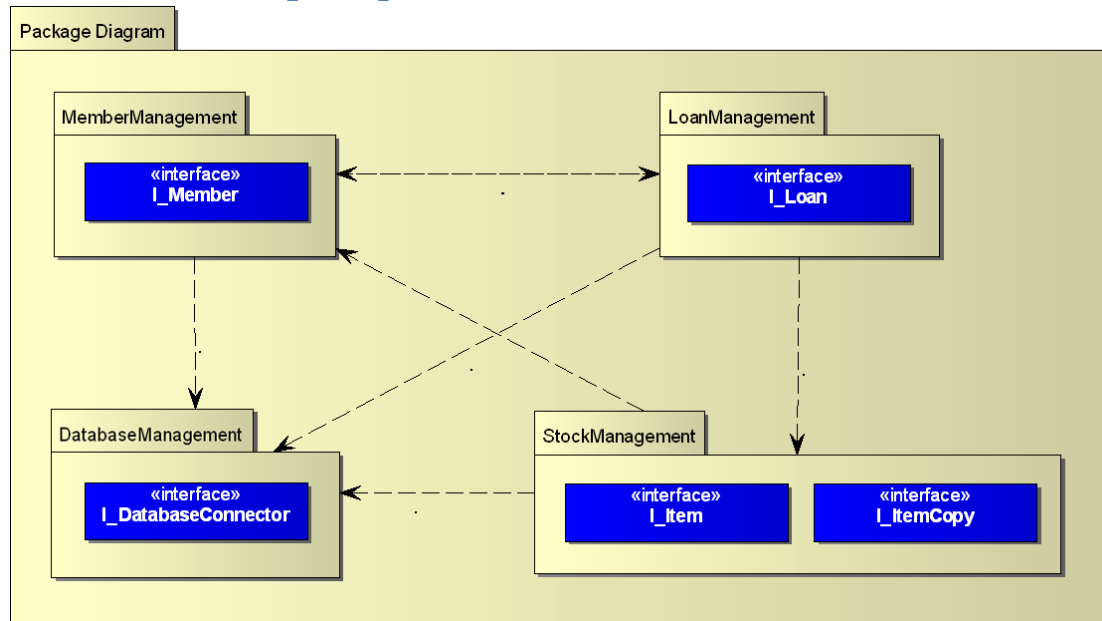 Package Diagram
MemberManagement
«interface»
I_Member
LoanManagement
«interface»
I_Loan
DatabaseManagement
«interface»
I_DatabaseConnector
StockManagement
«interface»
I_Item
«interface»
I_ItemCopy